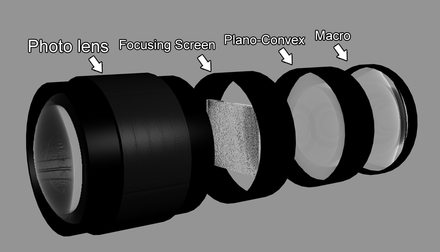 Photo lens
Focusing Screen
Plano-Convex
Macro